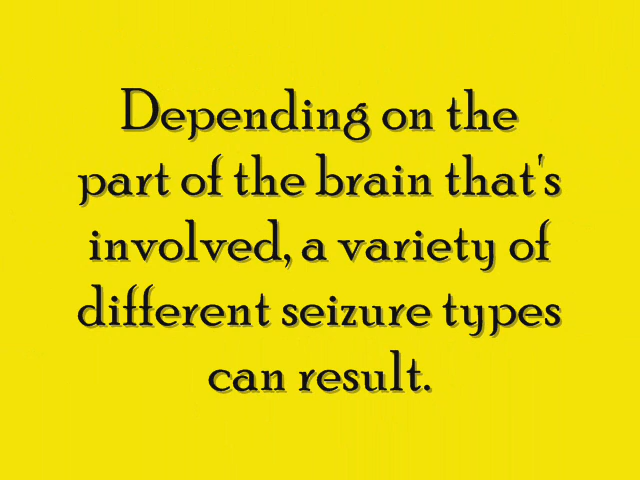 Depending on the
part of the brain that's
involved, a variety of
different seizure types
can result.